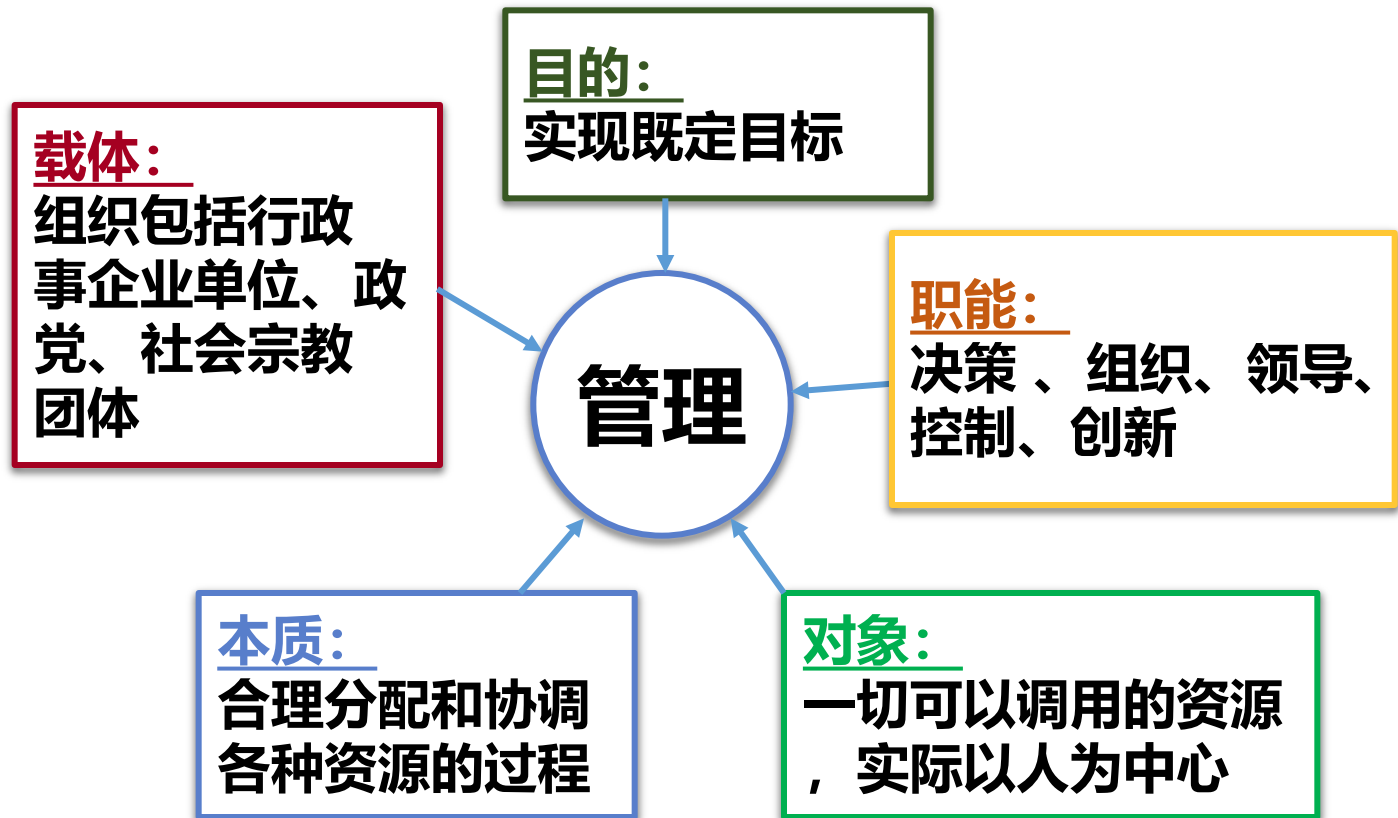 目的：
实现既定目标
载体：
组织包括行政
事企业单位、政
党、社会宗教
团体
职能：
决策 、组织、领导、
控制、创新
管理
本质：
合理分配和协调
各种资源的过程
对象：
一切可以调用的资源
，实际以人为中心